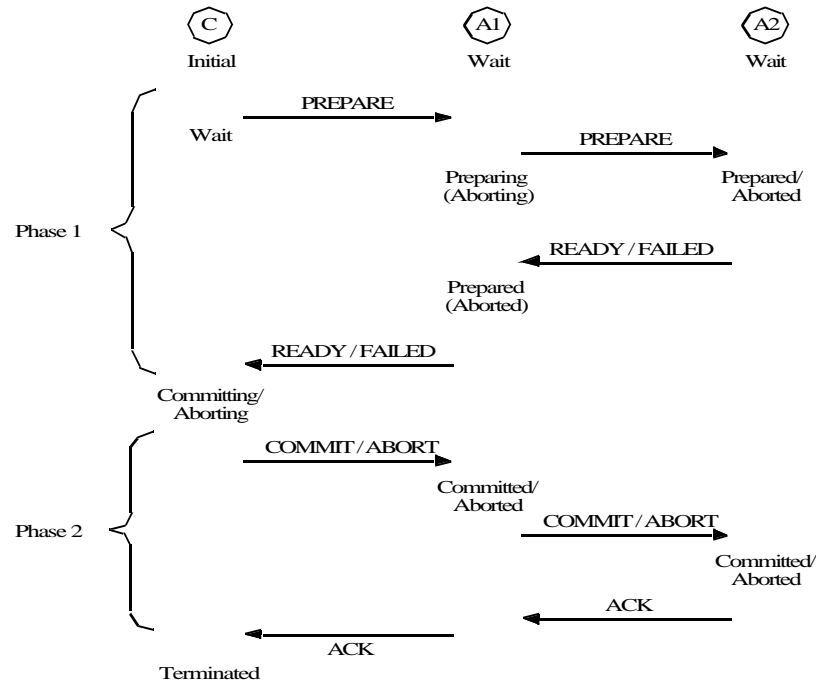 C A1 A2
Initial Wait Wait
PREPARE
Wait
PREPARE
Preparing
(Aborting)
Prepared/
Aborted
Phase 1
READY / FAILED
Prepared
(Aborted)
READY / FAILED
Committing/
Aborting
COMMIT / ABORT
Committed/
Aborted
Phase 2
COMMIT / ABORT
Committed/
Aborted
ACK
ACK
Terminated